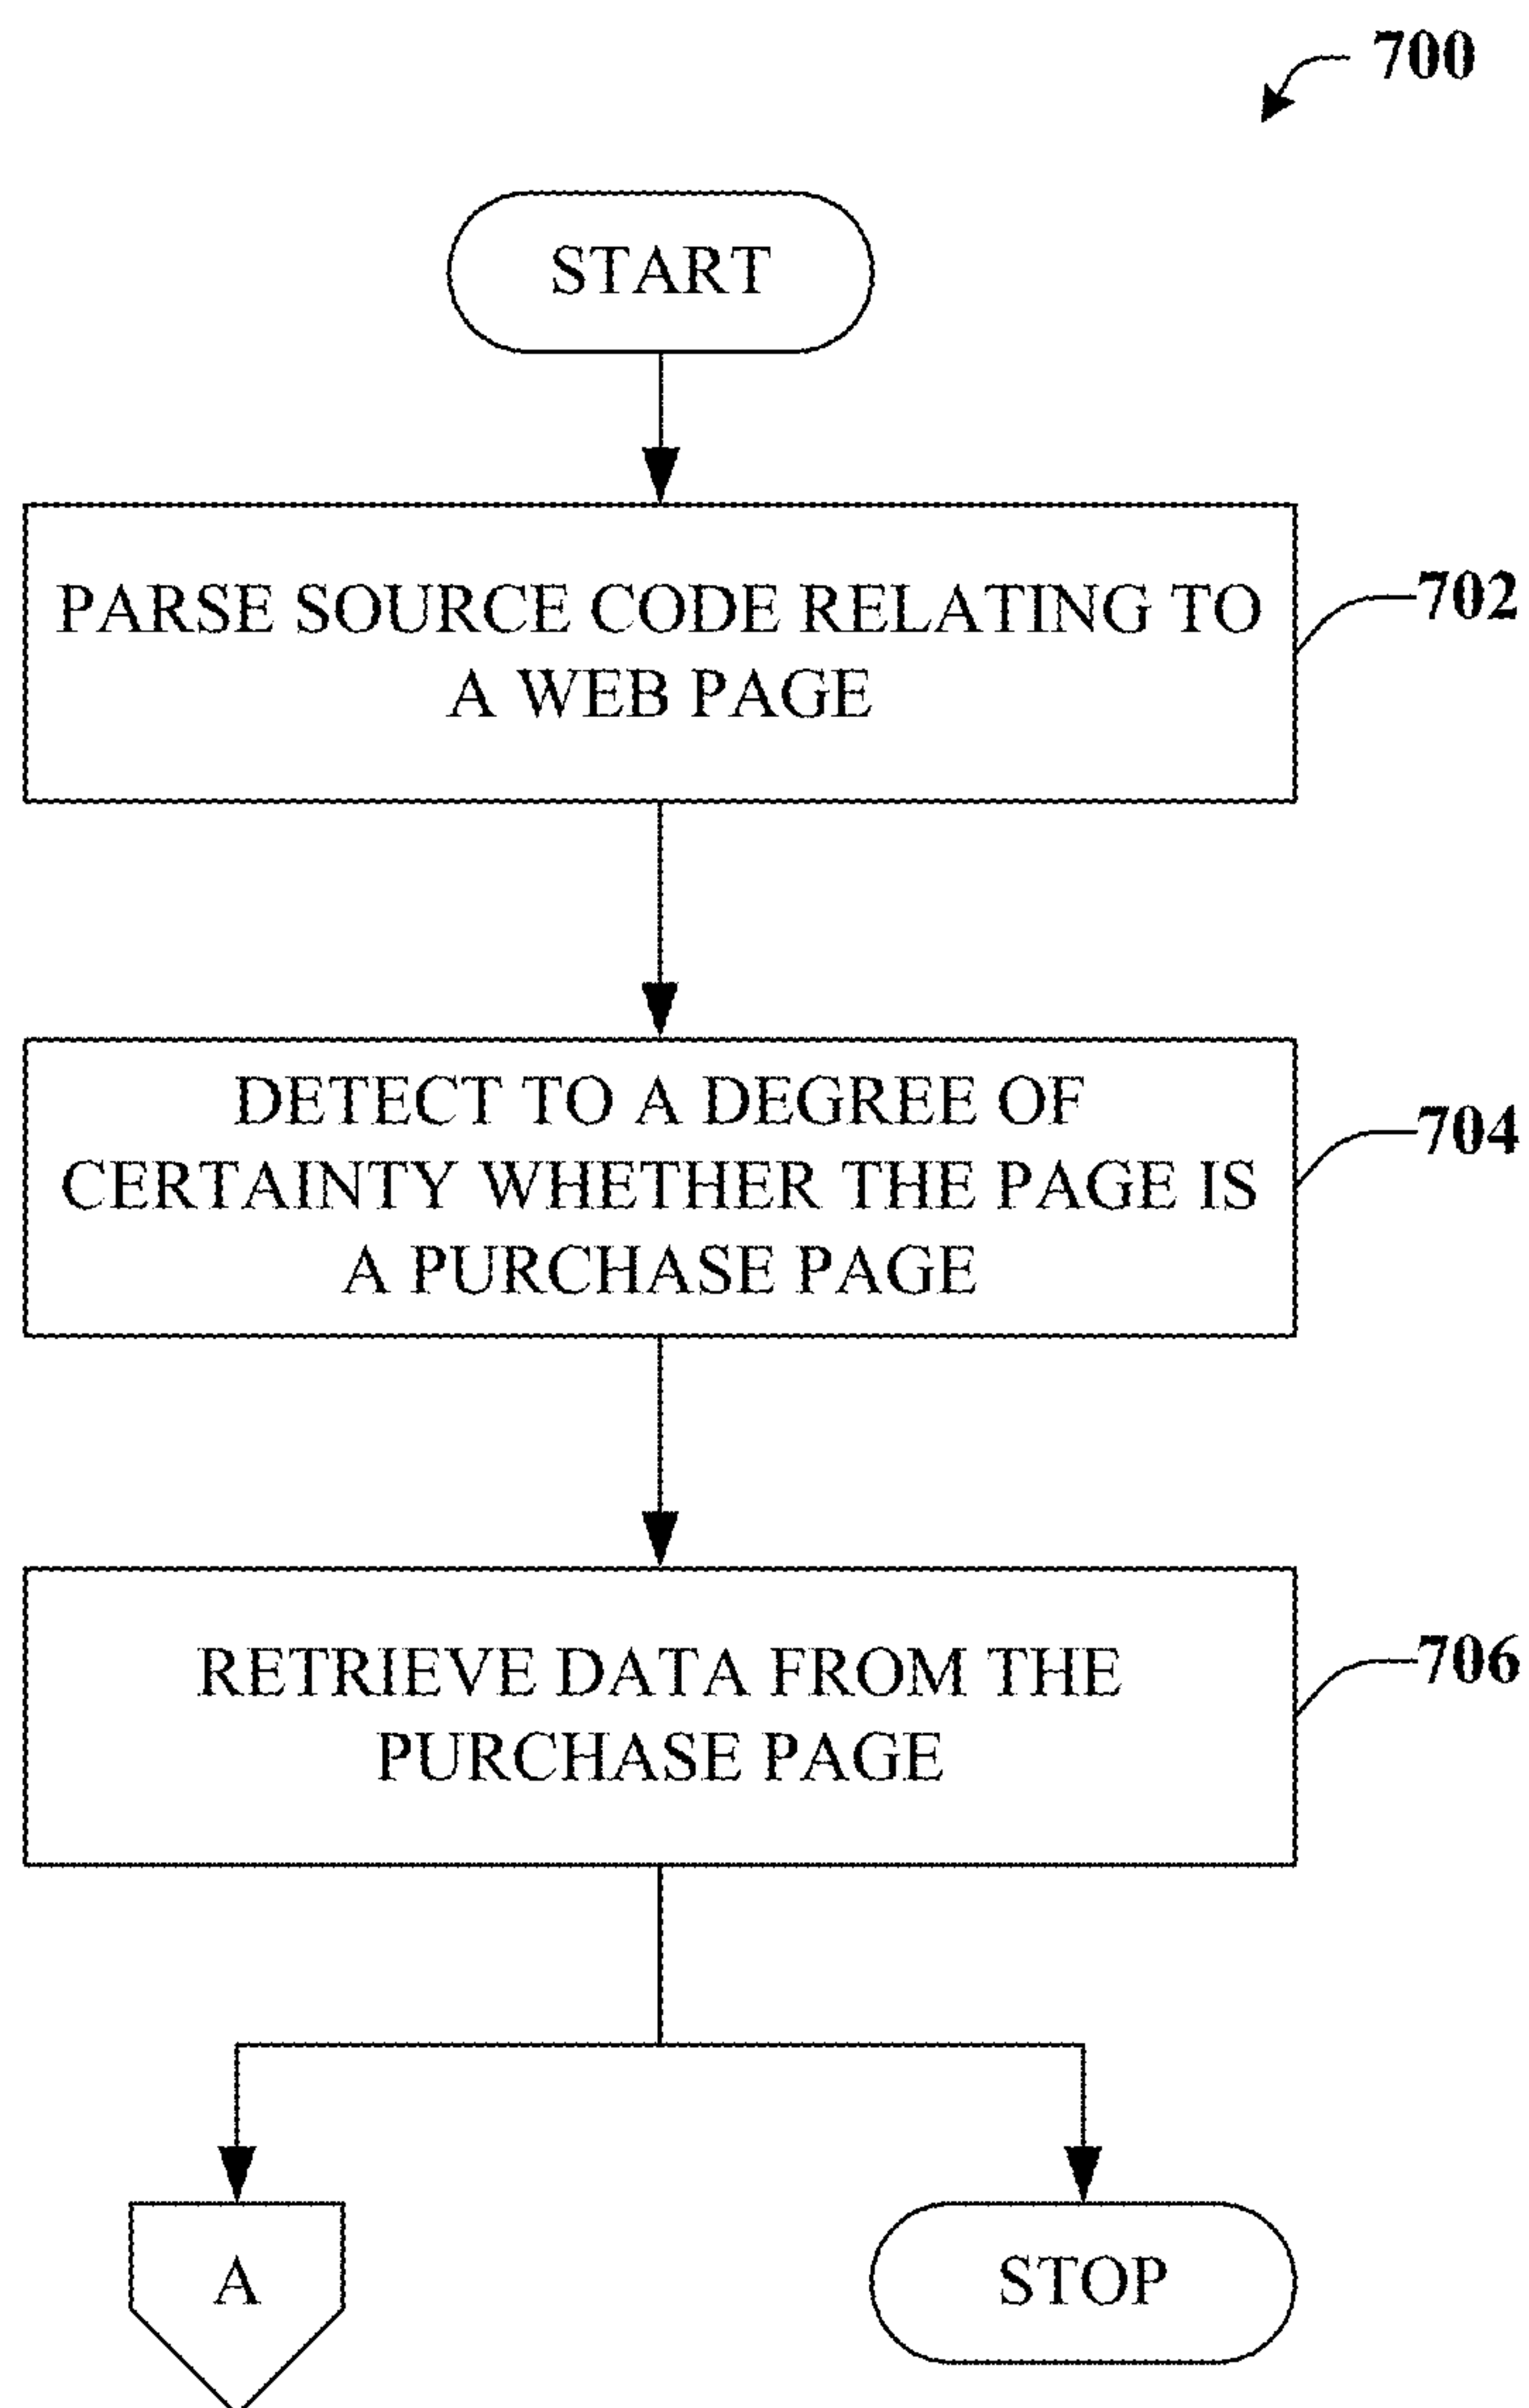 700
START
PARSE SOURCE CODE RELATING TO
A WEB PAGE
702
DETECT TO A DEGREE OF
CERTAINTY WHETHER THE PAGE IS
A PURCHASE PAGE
704
RETRIEVE DATA FROM THE
PURCHASE PAGE
706
A
STOP